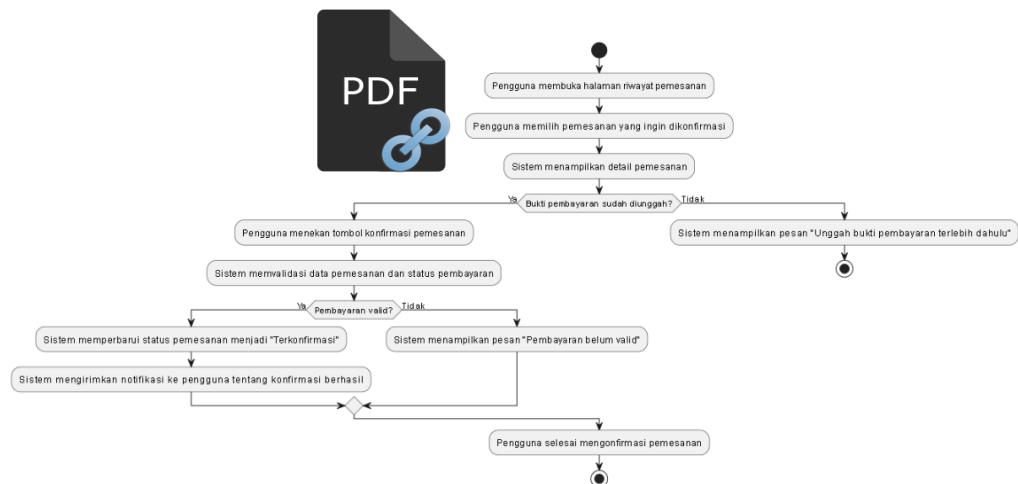 PDF
Pengguna membuka halaman riwayat pemesanan
Pengguna memilih pemesanan yang ingin dikonfirmasi
Sistem menampilkan detail pemesanan
Ya
Bukti pembayaran sudah diunggah?
Tidak
Pengguna menekan tombol konfirmasi pemesanan
Sistem menampilkan pesan "Unggah bukti pembayaran terlebih dahulu"
Sistem memvalidasi data pemesanan dan status pembayaran
Ya
Pembayaran valid?
Tidak
Sistem memperbarui status pemesanan menjadi "Terkonfirmasi"
Sistem menampilkan pesan "Pembayaran belum valid"
Sistem mengirimkan notifikasi ke pengguna tentang konfirmasi berhasil
Pengguna selesai mengonfirmasi pemesanan